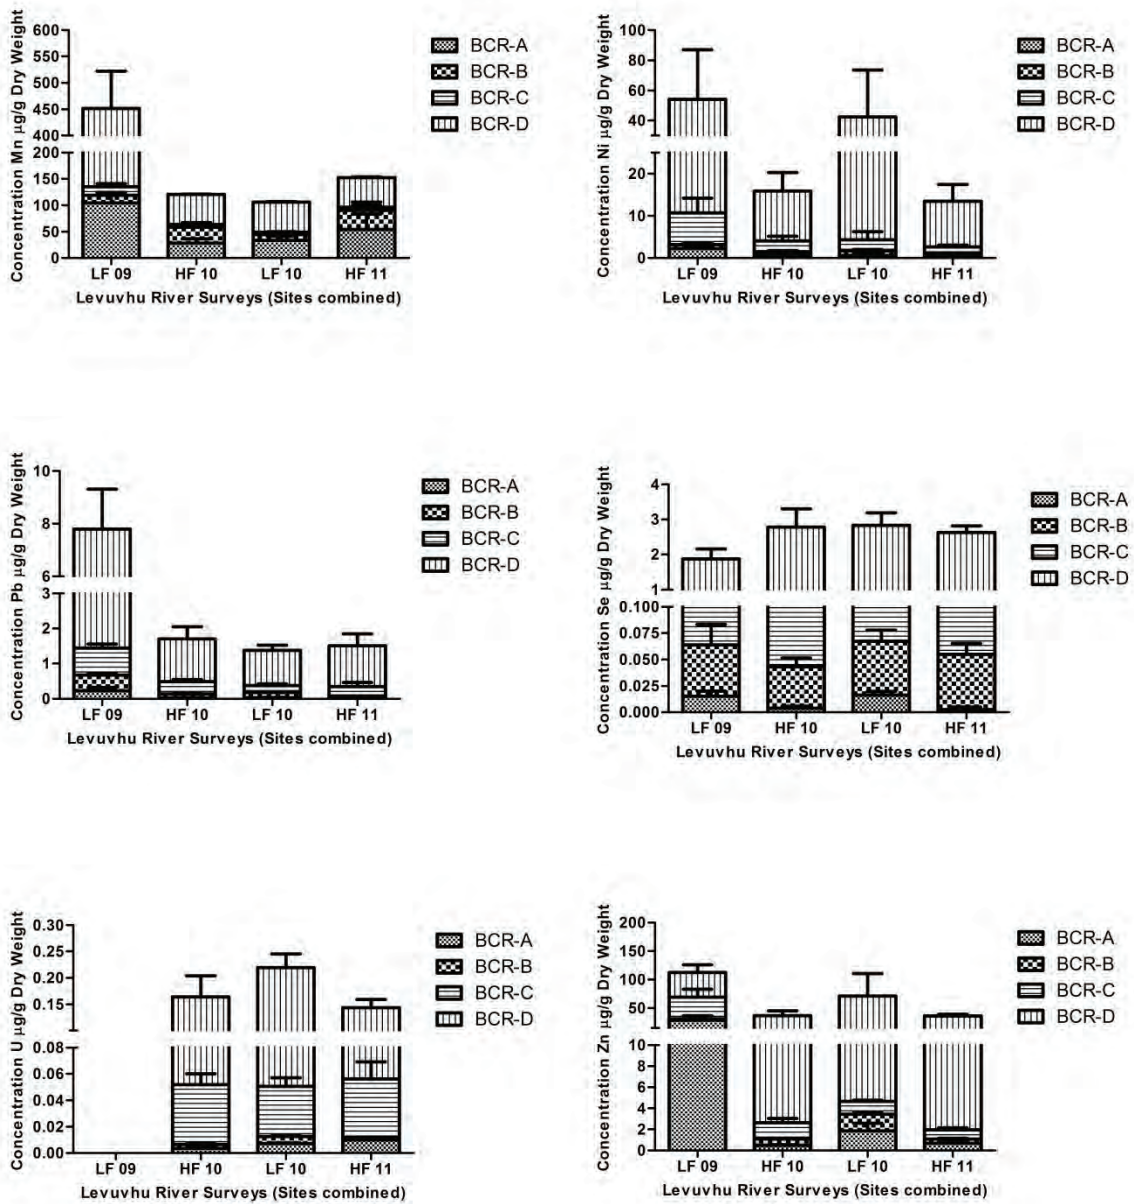 Concentration Mn µg/g Dry Weight
600
550
500
450
400
200
150
100
50
0
LF 09 HF 10 LF 10 HF 11
Levuvhu River Surveys (Sites combined)
BCR-A
BCR-B
BCR-C
BCR-D
Concentration Ni µg/g Dry Weight
100
80
60
40
20
10
0
LF 09 HF 10 LF 10 HF 11
Levuvhu River Surveys (Sites combined)
BCR-A
BCR-B
BCR-C
BCR-D
Concentration Pb µg/g Dry Weight
10
8
6
3
2
1
0
LF 09 HF 10 LF 10 HF 11
Levuvhu River Surveys (Sites combined)
BCR-A
BCR-B
BCR-C
BCR-D
Concentration Se µg/g Dry Weight
4
3
2
1
0.100
0.075
0.050
0.025
0.000
LF 09 HF 10 LF 10 HF 11
Levuvhu River Surveys (Sites combined)
BCR-A
BCR-B
BCR-C
BCR-D
Concentration U µg/g Dry Weight
0.30
0.25
0.20
0.15
0.08
0.06
0.04
0.02
0.00
LF 09 HF 10 LF 10 HF 11
Levuvhu River Surveys (Sites combined)
BCR-A
BCR-B
BCR-C
BCR-D
Concentration Zn µg/g Dry Weight
200
150
100
50
10
8
6
4
2
0
LF 09 HF 10 LF 10 HF 11
Levuvhu River Surveys (Sites combined)
BCR-A
BCR-B
BCR-C
BCR-D